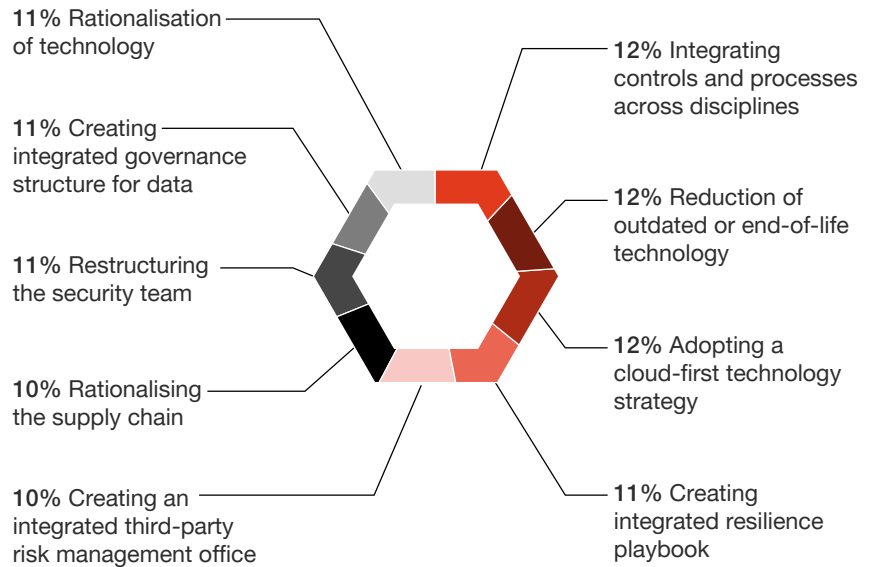 11% Rationalisation
of technology
11% Creating
integrated governance
structure for data
11% Restructuring
the security team
10% Rationalising
the supply chain
10% Creating an
integrated third-party
risk management office
12% Integrating
controls and processes
across disciplines
12% Reduction of
outdated or end-of-life
technology
12% Adopting a
cloud-first technology
strategy
11% Creating
integrated resilience
playbook